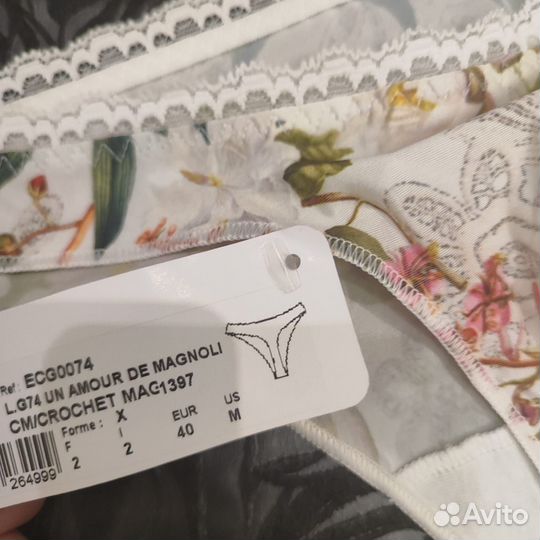 Ref: ECG0074
L.G74 UN AMOUR DE MAGNOLI
CM/CROCHET MAG1397
Forme: X
F I EUR US
2 2 40 M
264999
Avito